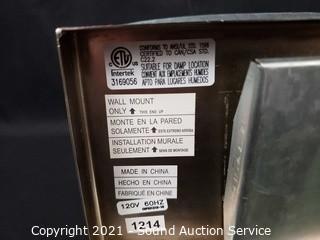 ETL
Intertek
3169056
CONFORMS TO ANSI/UL STD. 1598
CERTIFIED TO CAN/CSA STD.
C22.2
SUITABLE FOR DAMP LOCATION
CONVIENT AUX EMPLACEMENTS HUMIDES
APTO PARA LUGARES HUMEDOS
WALL MOUNT
ONLY ↑ THIS END UP
MONTE EN LA PARED
SOLAMENTE ↑ ESTE EXTREMO ARRIBA
INSTALLATION MURALE
SEULEMENT ↑ SENS DE MONTAGE
MADE IN CHINA
HECHO EN CHINA
FABRIQUÉ EN CHINE
120V 60HZ
1214
Copyright 2021 - Sound Auction Service